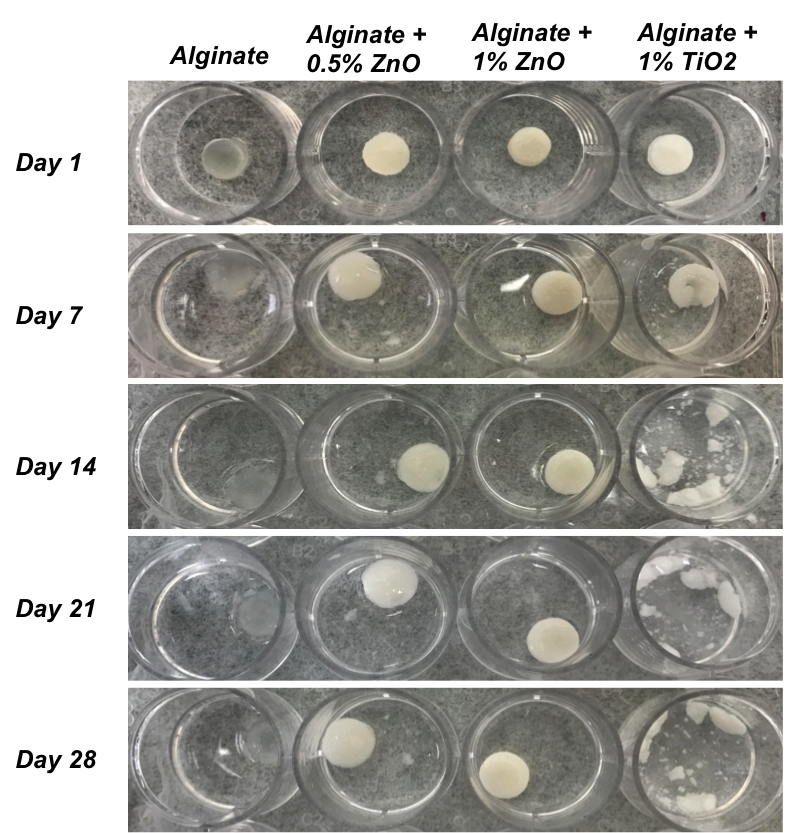 Alginate
Alginate +
0.5% ZnO
Alginate +
1% ZnO
Alginate +
1% TiO2
Day 1
Day 7
Day 14
Day 21
Day 28